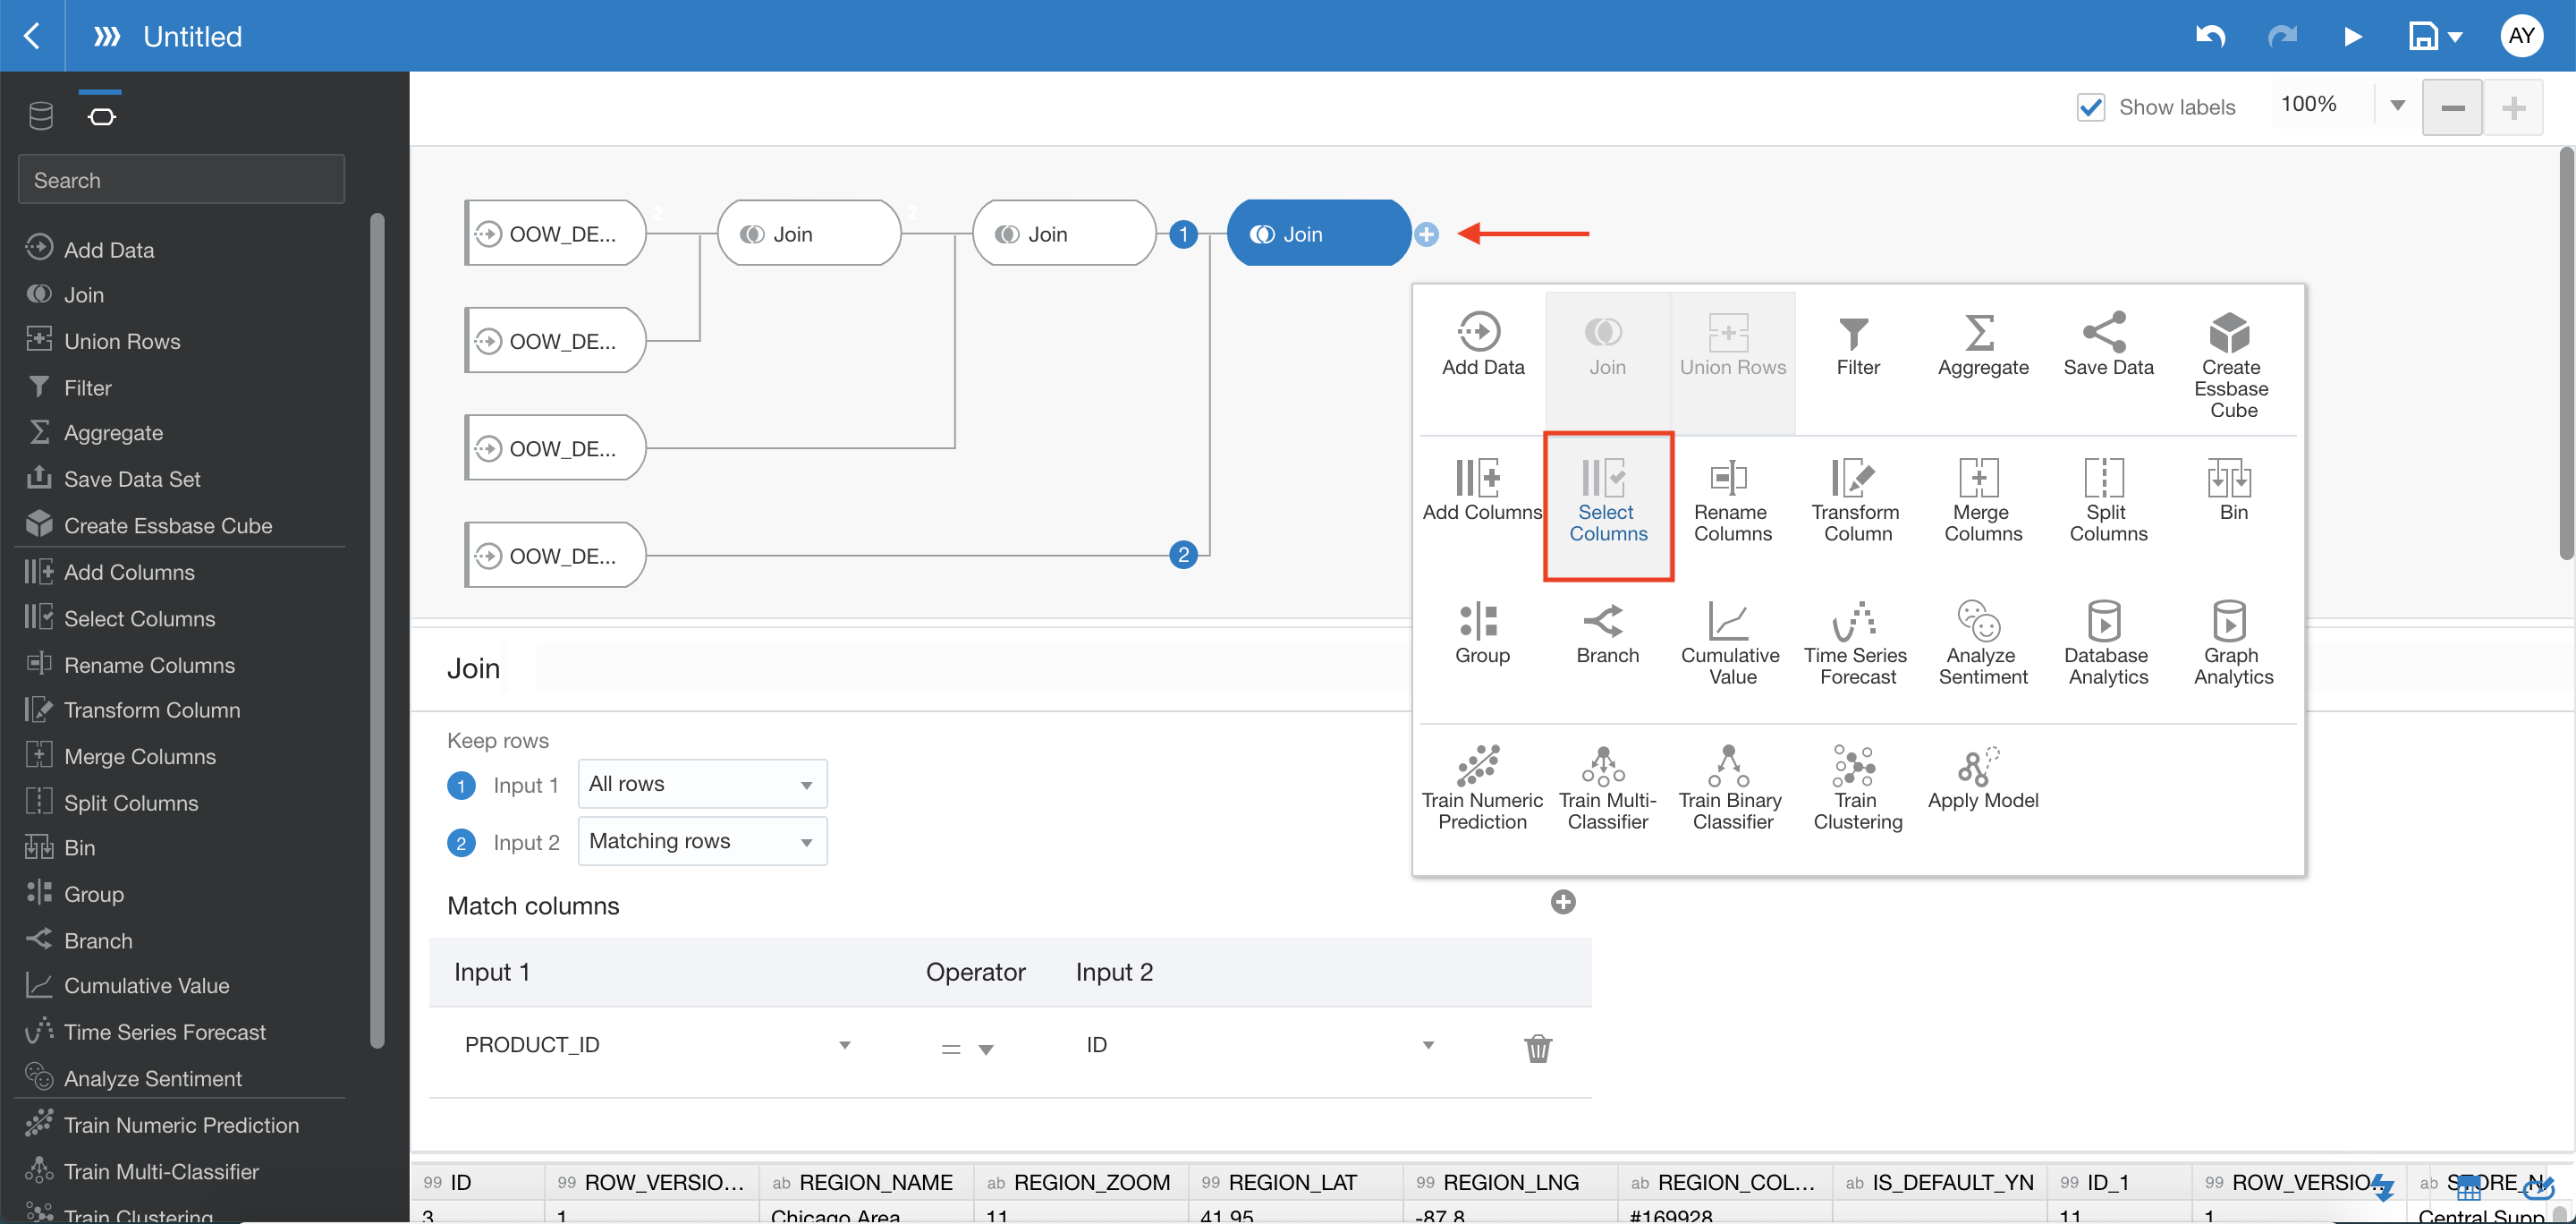 Untitled
AY
Show labels
100%
Search
Add Data
Join
Union Rows
Filter
Aggregate
Save Data Set
Create Essbase Cube
Add Columns
Select Columns
Rename Columns
Transform Column
Merge Columns
Split Columns
Bin
Group
Branch
Cumulative Value
Time Series Forecast
Analyze Sentiment
Train Numeric Prediction
Train Multi-Classifier
Train Clustering
OOW_DE...
2
Join
2
Join
1
Join
OOW_DE...
OOW_DE...
OOW_DE...
2
Add Data
Join
Union Rows
Filter
Aggregate
Save Data
Create
Essbase
Cube
Add Columns
Select
Columns
Rename
Columns
Transform
Column
Merge
Columns
Split
Columns
Bin
Group
Branch
Cumulative
Value
Time Series
Forecast
Analyze
Sentiment
Database
Analytics
Graph
Analytics
Train Numeric
Prediction
Train Multi-
Classifier
Train Binary
Classifier
Train
Clustering
Apply Model
Join
Keep rows
1 Input 1 All rows
2 Input 2 Matching rows
Match columns
Input 1 Operator Input 2
PRODUCT_ID = ID
99 ID 99 ROW_VERSIO... ab REGION_NAME ab REGION_ZOOM 99 REGION_LAT 99 REGION_LNG ab REGION_COL... ab IS_DEFAULT_YN 99 ID_1 99 ROW_VERSIO... ab STORE_NA
3 1 Chicago Area 11 41.95 -87.8 #169928 11 1 Central Supp